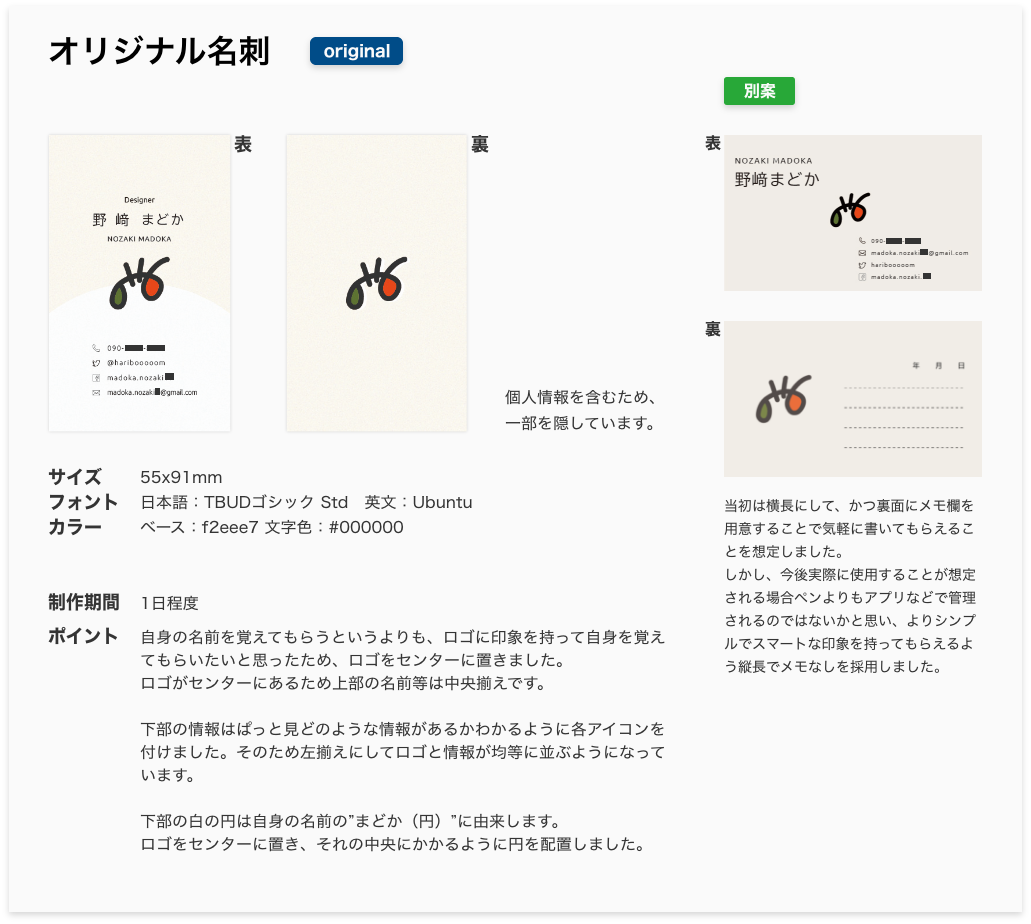 オリジナル名刺
original
表
Designer
野 﨑 まどか
NOZAKI MADOKA
090-
@haribooooom
madoka.nozaki
madoka.nozaki @gmail.com
裏
個人情報を含むため、
一部を隠しています。
サイズ 55x91mm
フォント 日本語：TBUDゴシック Std 英文：Ubuntu
カラー ベース：f2eee7 文字色：#000000
制作期間 1日程度
ポイント 自身の名前を覚えてもらうというよりも、ロゴに印象を持って自身を覚え
てもらいたいと思ったため、ロゴをセンターに置きました。
ロゴがセンターにあるため上部の名前等は中央揃えです。
下部の情報はぱっと見どのような情報があるかわかるように各アイコンを
付けました。そのため左揃えにしてロゴと情報が均等に並ぶようになって
います。
下部の白の円は自身の名前の”まどか（円）”に由来します。
ロゴをセンターに置き、それの中央にかかるように円を配置しました。
別案
表
NOZAKI MADOKA
野﨑まどか
090- -
madoka.nozaki @gmail.com
haribooooom
madoka.nozaki.
裏
年 月 日
当初は横長にして、かつ裏面にメモ欄を
用意することで気軽に書いてもらえるこ
とを想定しました。
しかし、今後実際に使用することが想定
される場合ペンよりもアプリなどで管理
されるのではないかと思い、よりシンプ
ルでスマートな印象を持ってもらえるよ
う縦長でメモなしを採用しました。